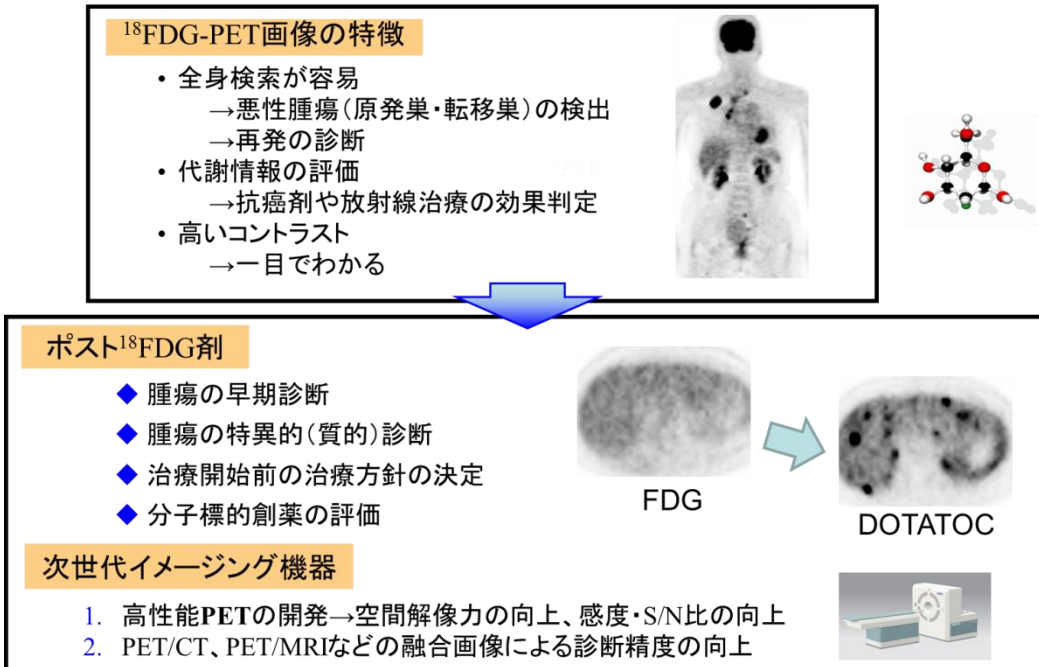 ¹⁸FDG-PET画像の特徴
• 全身検索が容易
→悪性腫瘍(原発巣・転移巣)の検出
→再発の診断
• 代謝情報の評価
→抗癌剤や放射線治療の効果判定
• 高いコントラスト
→一目でわかる
ポスト¹⁸FDG剤
◆ 腫瘍の早期診断
◆ 腫瘍の特異的(質的)診断
◆ 治療開始前の治療方針の決定
◆ 分子標的創薬の評価
FDG
DOTATOC
次世代イメージング機器
1. 高性能PETの開発→空間解像力の向上、感度・S/N比の向上
2. PET/CT、PET/MRIなどの融合画像による診断精度の向上